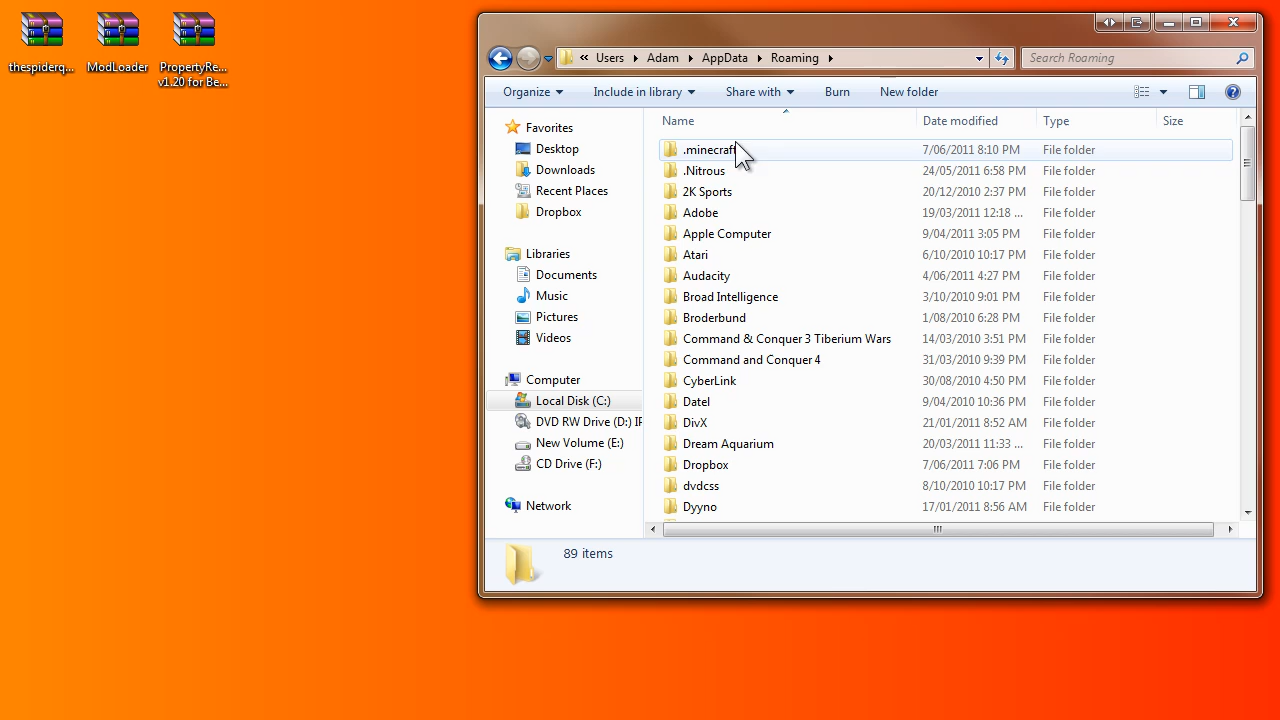 thespiderq...
ModLoader
PropertyRe...
v1.20 for Be...
« Users Adam AppData Roaming
Search Roaming
Organize Include in library Share with Burn New folder
Name Date modified Type Size
Favorites
Desktop
Downloads
Recent Places
Dropbox
Libraries
Documents
Music
Pictures
Videos
Computer
Local Disk (C:)
DVD RW Drive (D:) IF
New Volume (E:)
CD Drive (F:)
Network
.minecraft 7/06/2011 8:10 PM File folder
.Nitrous 24/05/2011 6:58 PM File folder
2K Sports 20/12/2010 2:37 PM File folder
Adobe 19/03/2011 12:18 ... File folder
Apple Computer 9/04/2011 3:05 PM File folder
Atari 6/10/2010 10:17 PM File folder
Audacity 4/06/2011 4:27 PM File folder
Broad Intelligence 3/10/2010 9:01 PM File folder
Broderbund 1/08/2010 6:28 PM File folder
Command & Conquer 3 Tiberium Wars 14/03/2010 3:51 PM File folder
Command and Conquer 4 31/03/2010 9:39 PM File folder
CyberLink 30/08/2010 4:50 PM File folder
Datel 9/04/2010 10:36 PM File folder
DivX 21/01/2011 8:52 AM File folder
Dream Aquarium 20/03/2011 11:33 ... File folder
Dropbox 7/06/2011 7:06 PM File folder
dvdcss 8/10/2010 10:17 PM File folder
Dyyno 17/01/2011 8:56 AM File folder
89 items